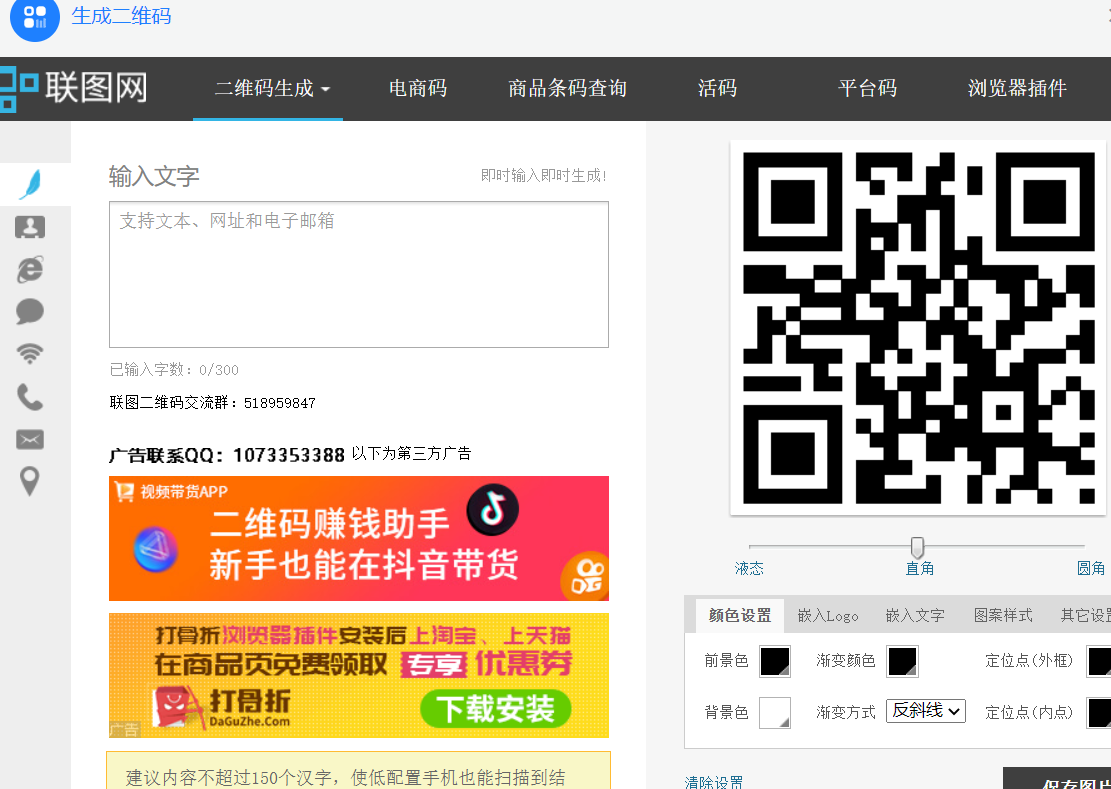 生成二维码
联图网
二维码生成
电商码
商品条码查询
活码
平台码
浏览器插件
输入文字
即时输入即时生成!
支持文本、网址和电子邮箱
已输入字数：0/300
联图二维码交流群：518959847
广告联系QQ：1073353388 以下为第三方广告
视频带货APP
二维码赚钱助手
新手也能在抖音带货
打骨折浏览器插件安装后上淘宝、上天猫
在商品页免费领取 专享 优惠券
打骨折
DaGuZhe.Com
下载安装
广告
建议内容不超过150个汉字，使低配置手机也能扫描到结
液态
直角
圆角
颜色设置
嵌入Logo
嵌入文字
图案样式
其它设置
前景色
渐变颜色
定位点(外框)
背景色
渐变方式
反斜线
定位点(内点)
清除设置
保存图片